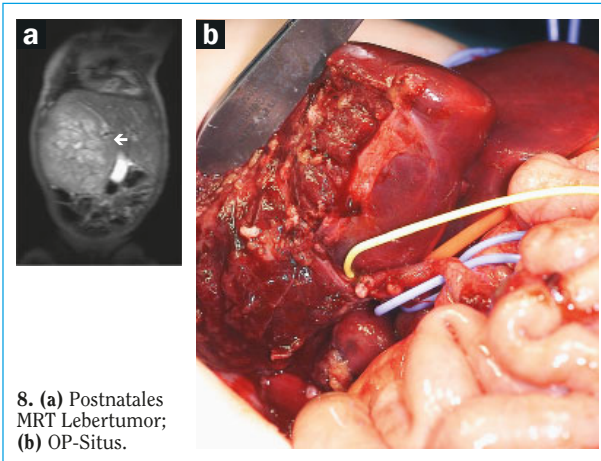 a
b
8. (a) Postnatales
MRT Lebertumor;
(b) OP-Situs.